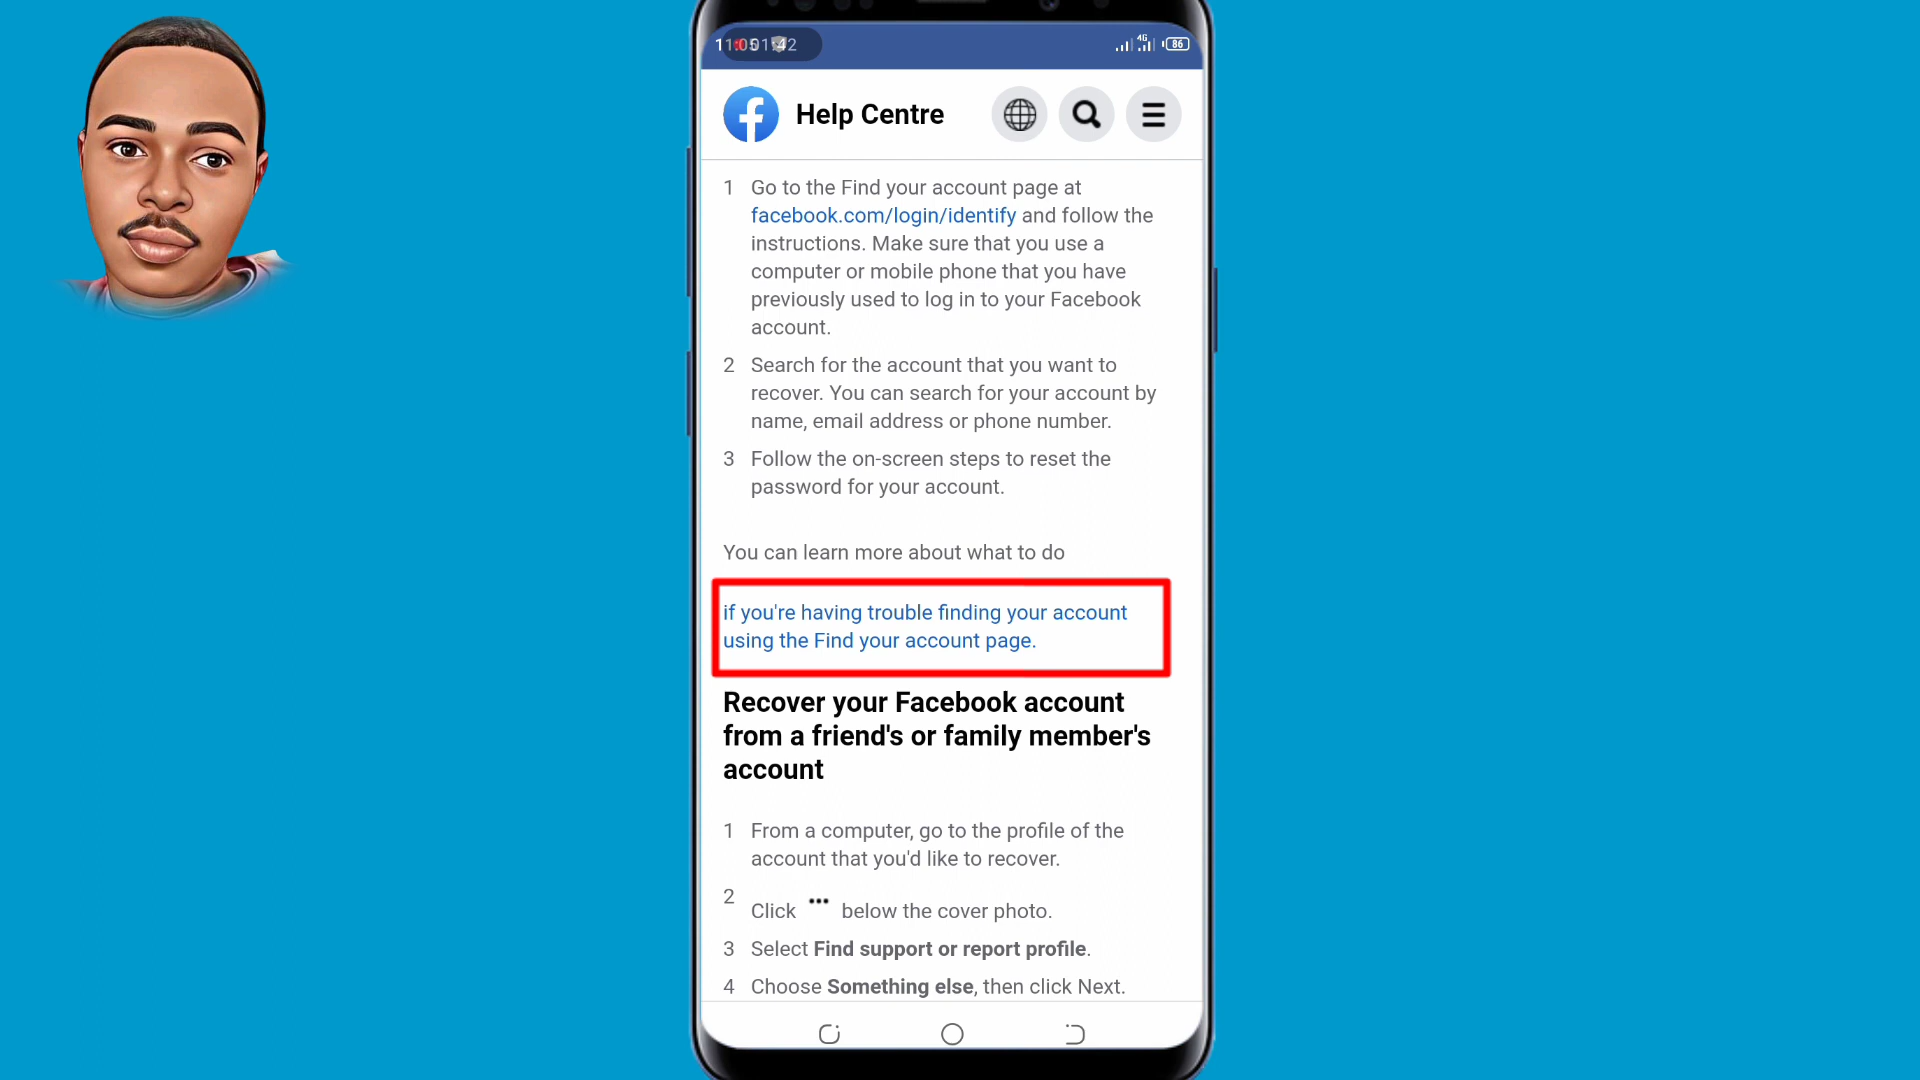 4G
86
Help Centre
1 Go to the Find your account page at
facebook.com/login/identify and follow the
instructions. Make sure that you use a
computer or mobile phone that you have
previously used to log in to your Facebook
account.
2 Search for the account that you want to
recover. You can search for your account by
name, email address or phone number.
3 Follow the on-screen steps to reset the
password for your account.
You can learn more about what to do
if you're having trouble finding your account
using the Find your account page.
Recover your Facebook account
from a friend's or family member's
account
1 From a computer, go to the profile of the
account that you'd like to recover.
2 Click ••• below the cover photo.
3 Select Find support or report profile.
4 Choose Something else, then click Next.